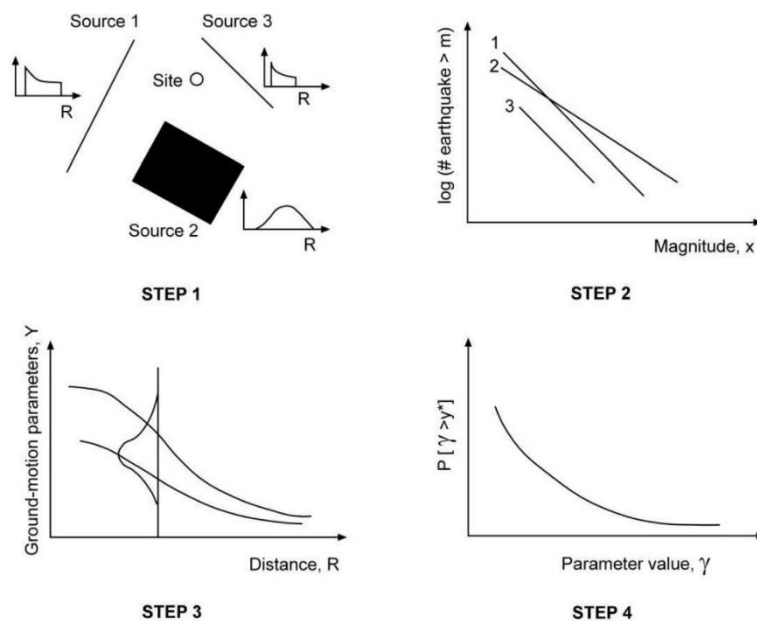 Source 1
Source 3
R
Site
R
Source 2
R
STEP 1
log (# earthquake > m)
1
2
3
Magnitude, x
STEP 2
Ground-motion parameters, Y
Distance, R
STEP 3
P [ γ >y*]
Parameter value, γ
STEP 4